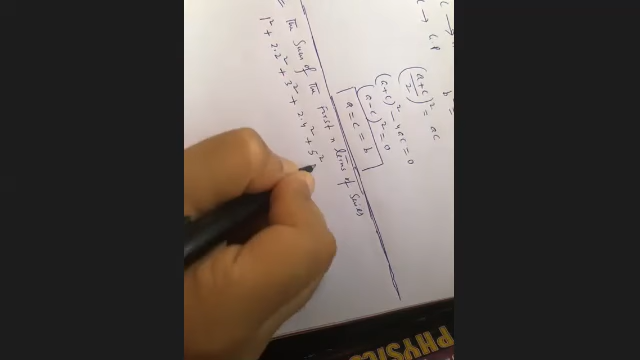 C →
→ C P
b =
(a+c/2)² = ac
(a+c)² - 4ac = 0
(a-c)² = 0
a = c = b
= The Sum of The first n terms of series
1² + 2.2² + 3² + 2.4² + 5²
PHYSICS